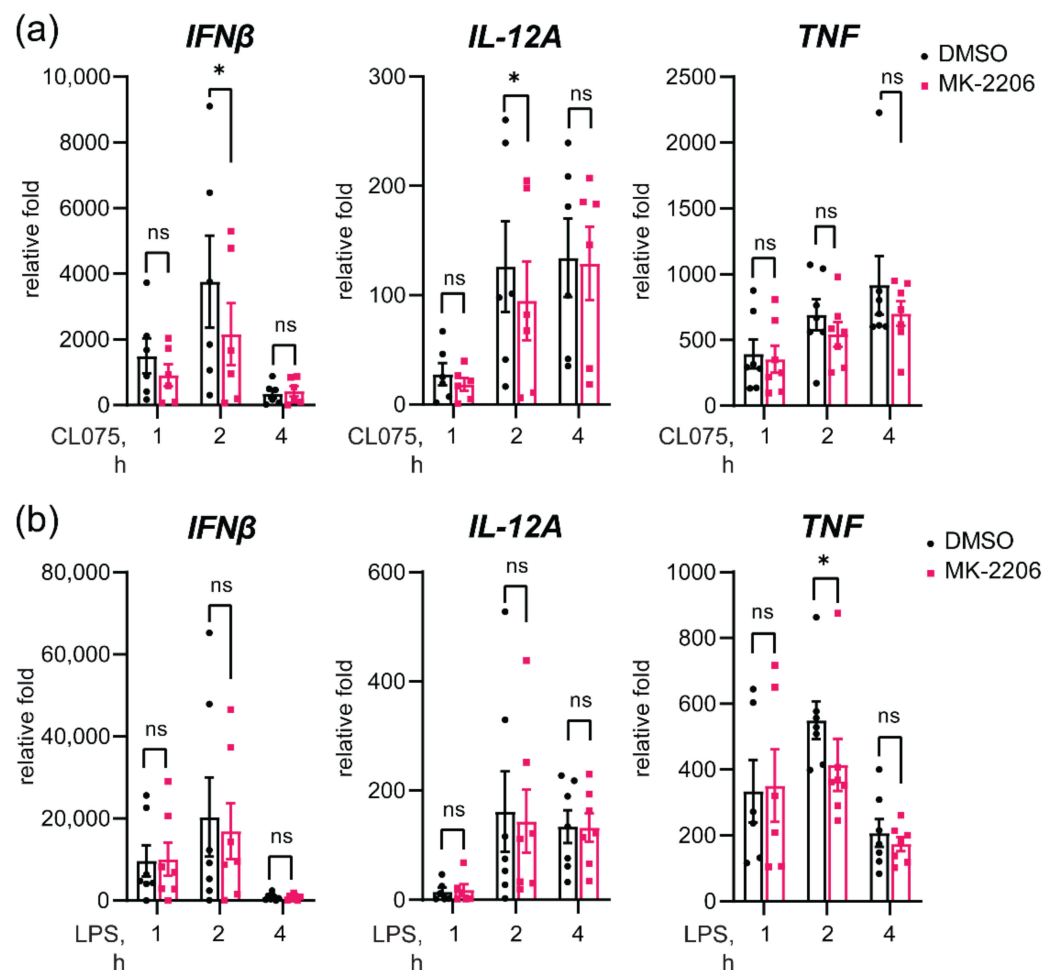 (a)
IFNβ
IL-12A
TNF
DMSO
MK-2206
relative fold
10,000
8000
6000
4000
2000
0
ns
*
ns
CL075, h
1
2
4
relative fold
300
200
100
0
ns
*
ns
1
2
4
relative fold
2500
2000
1500
1000
500
0
ns
ns
ns
CL075, h
1
2
4
(b)
IFNβ
IL-12A
TNF
DMSO
MK-2206
relative fold
80,000
60,000
40,000
20,000
0
ns
ns
ns
LPS, h
1
2
4
relative fold
600
400
200
0
ns
ns
ns
1
2
4
relative fold
1000
800
600
400
200
0
ns
*
ns
LPS, h
1
2
4